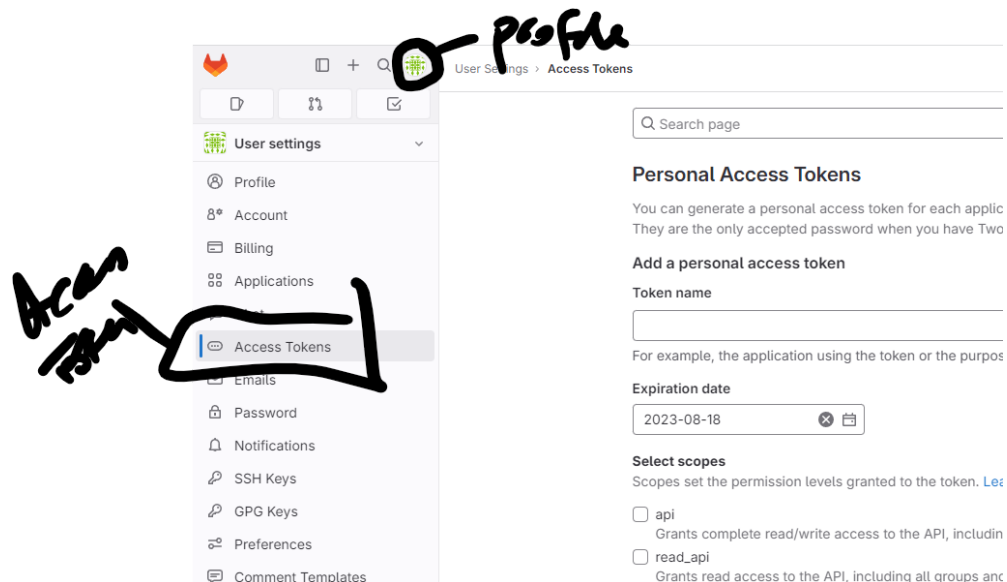 profile
User Settings › Access Tokens
Search page
User settings
Profile
Account
Billing
Applications
Access Tokens
Emails
Password
Notifications
SSH Keys
GPG Keys
Preferences
Comment Templates
Access
Token
Personal Access Tokens
You can generate a personal access token for each applic
They are the only accepted password when you have Two
Add a personal access token
Token name
For example, the application using the token or the purpos
Expiration date
2023-08-18
Select scopes
Scopes set the permission levels granted to the token. Lea
api
Grants complete read/write access to the API, includin
read_api
Grants read access to the API, including all groups and